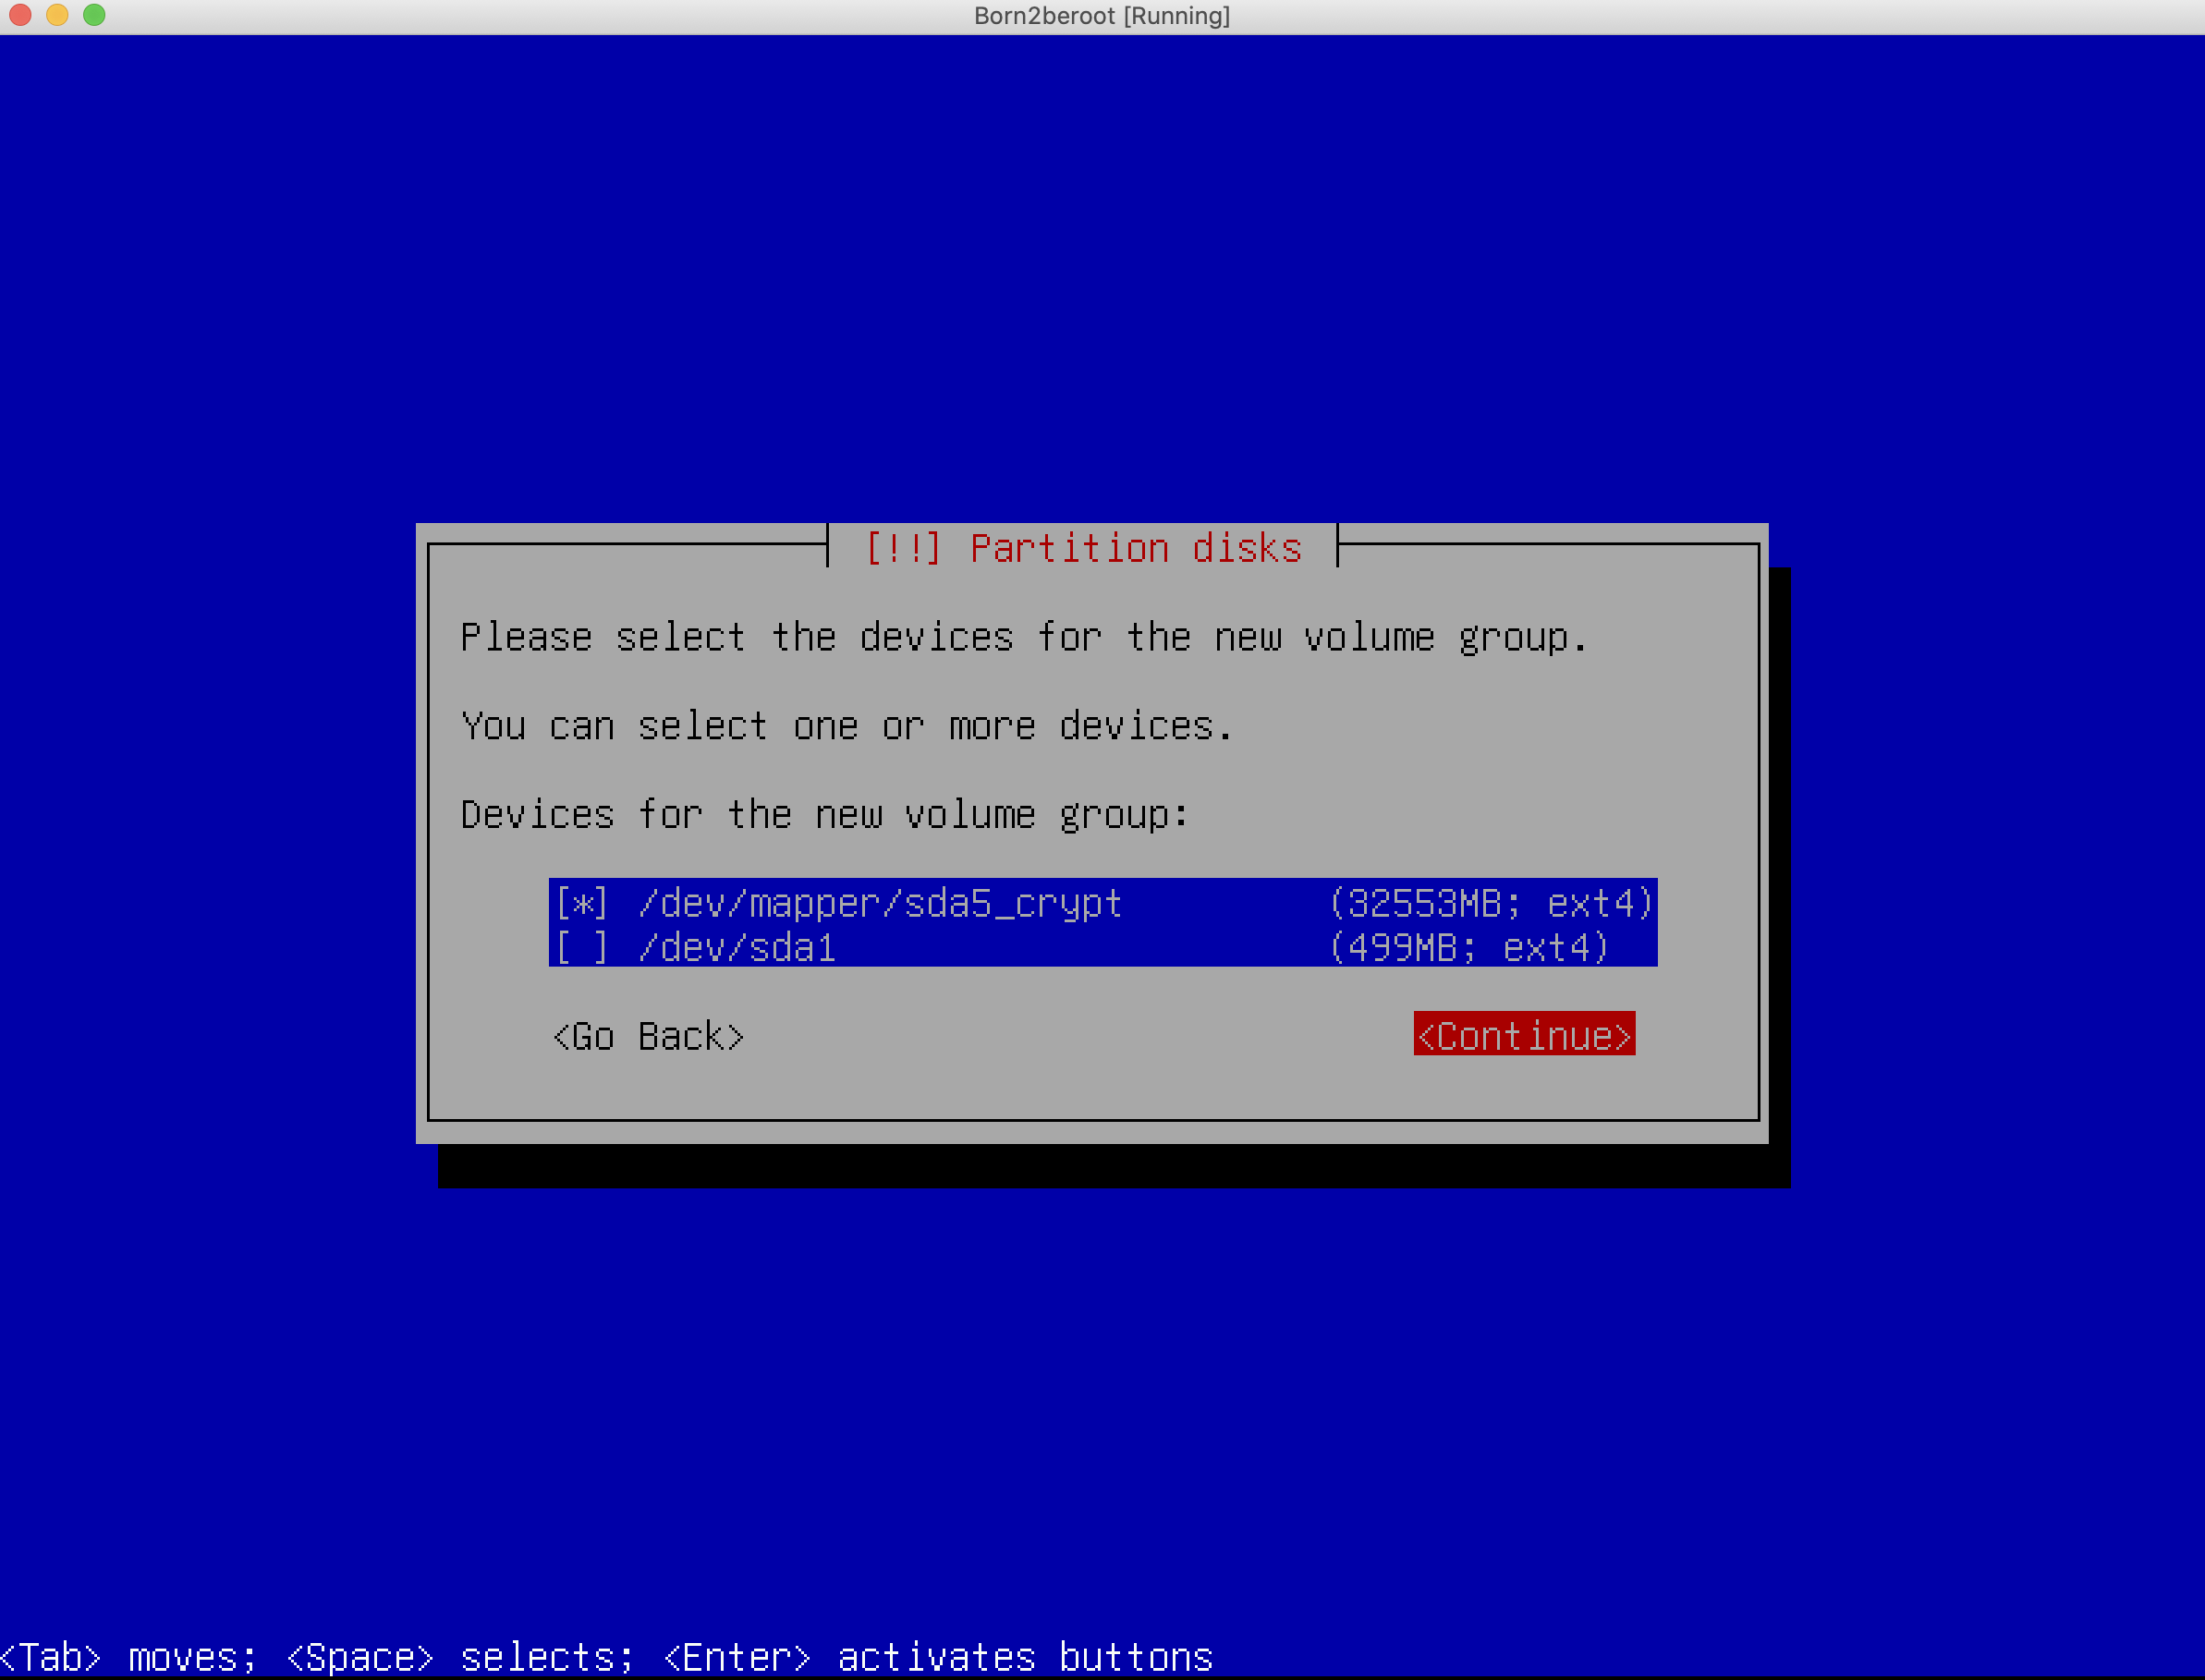 Born2beroot [Running]
[!!] Partition disks
Please select the devices for the new volume group.
You can select one or more devices.
Devices for the new volume group:
[*] /dev/mapper/sda5_crypt (32553MB; ext4)
[ ] /dev/sda1 (499MB; ext4)
<Go Back> <Continue>
<Tab> moves; <Space> selects; <Enter> activates buttons